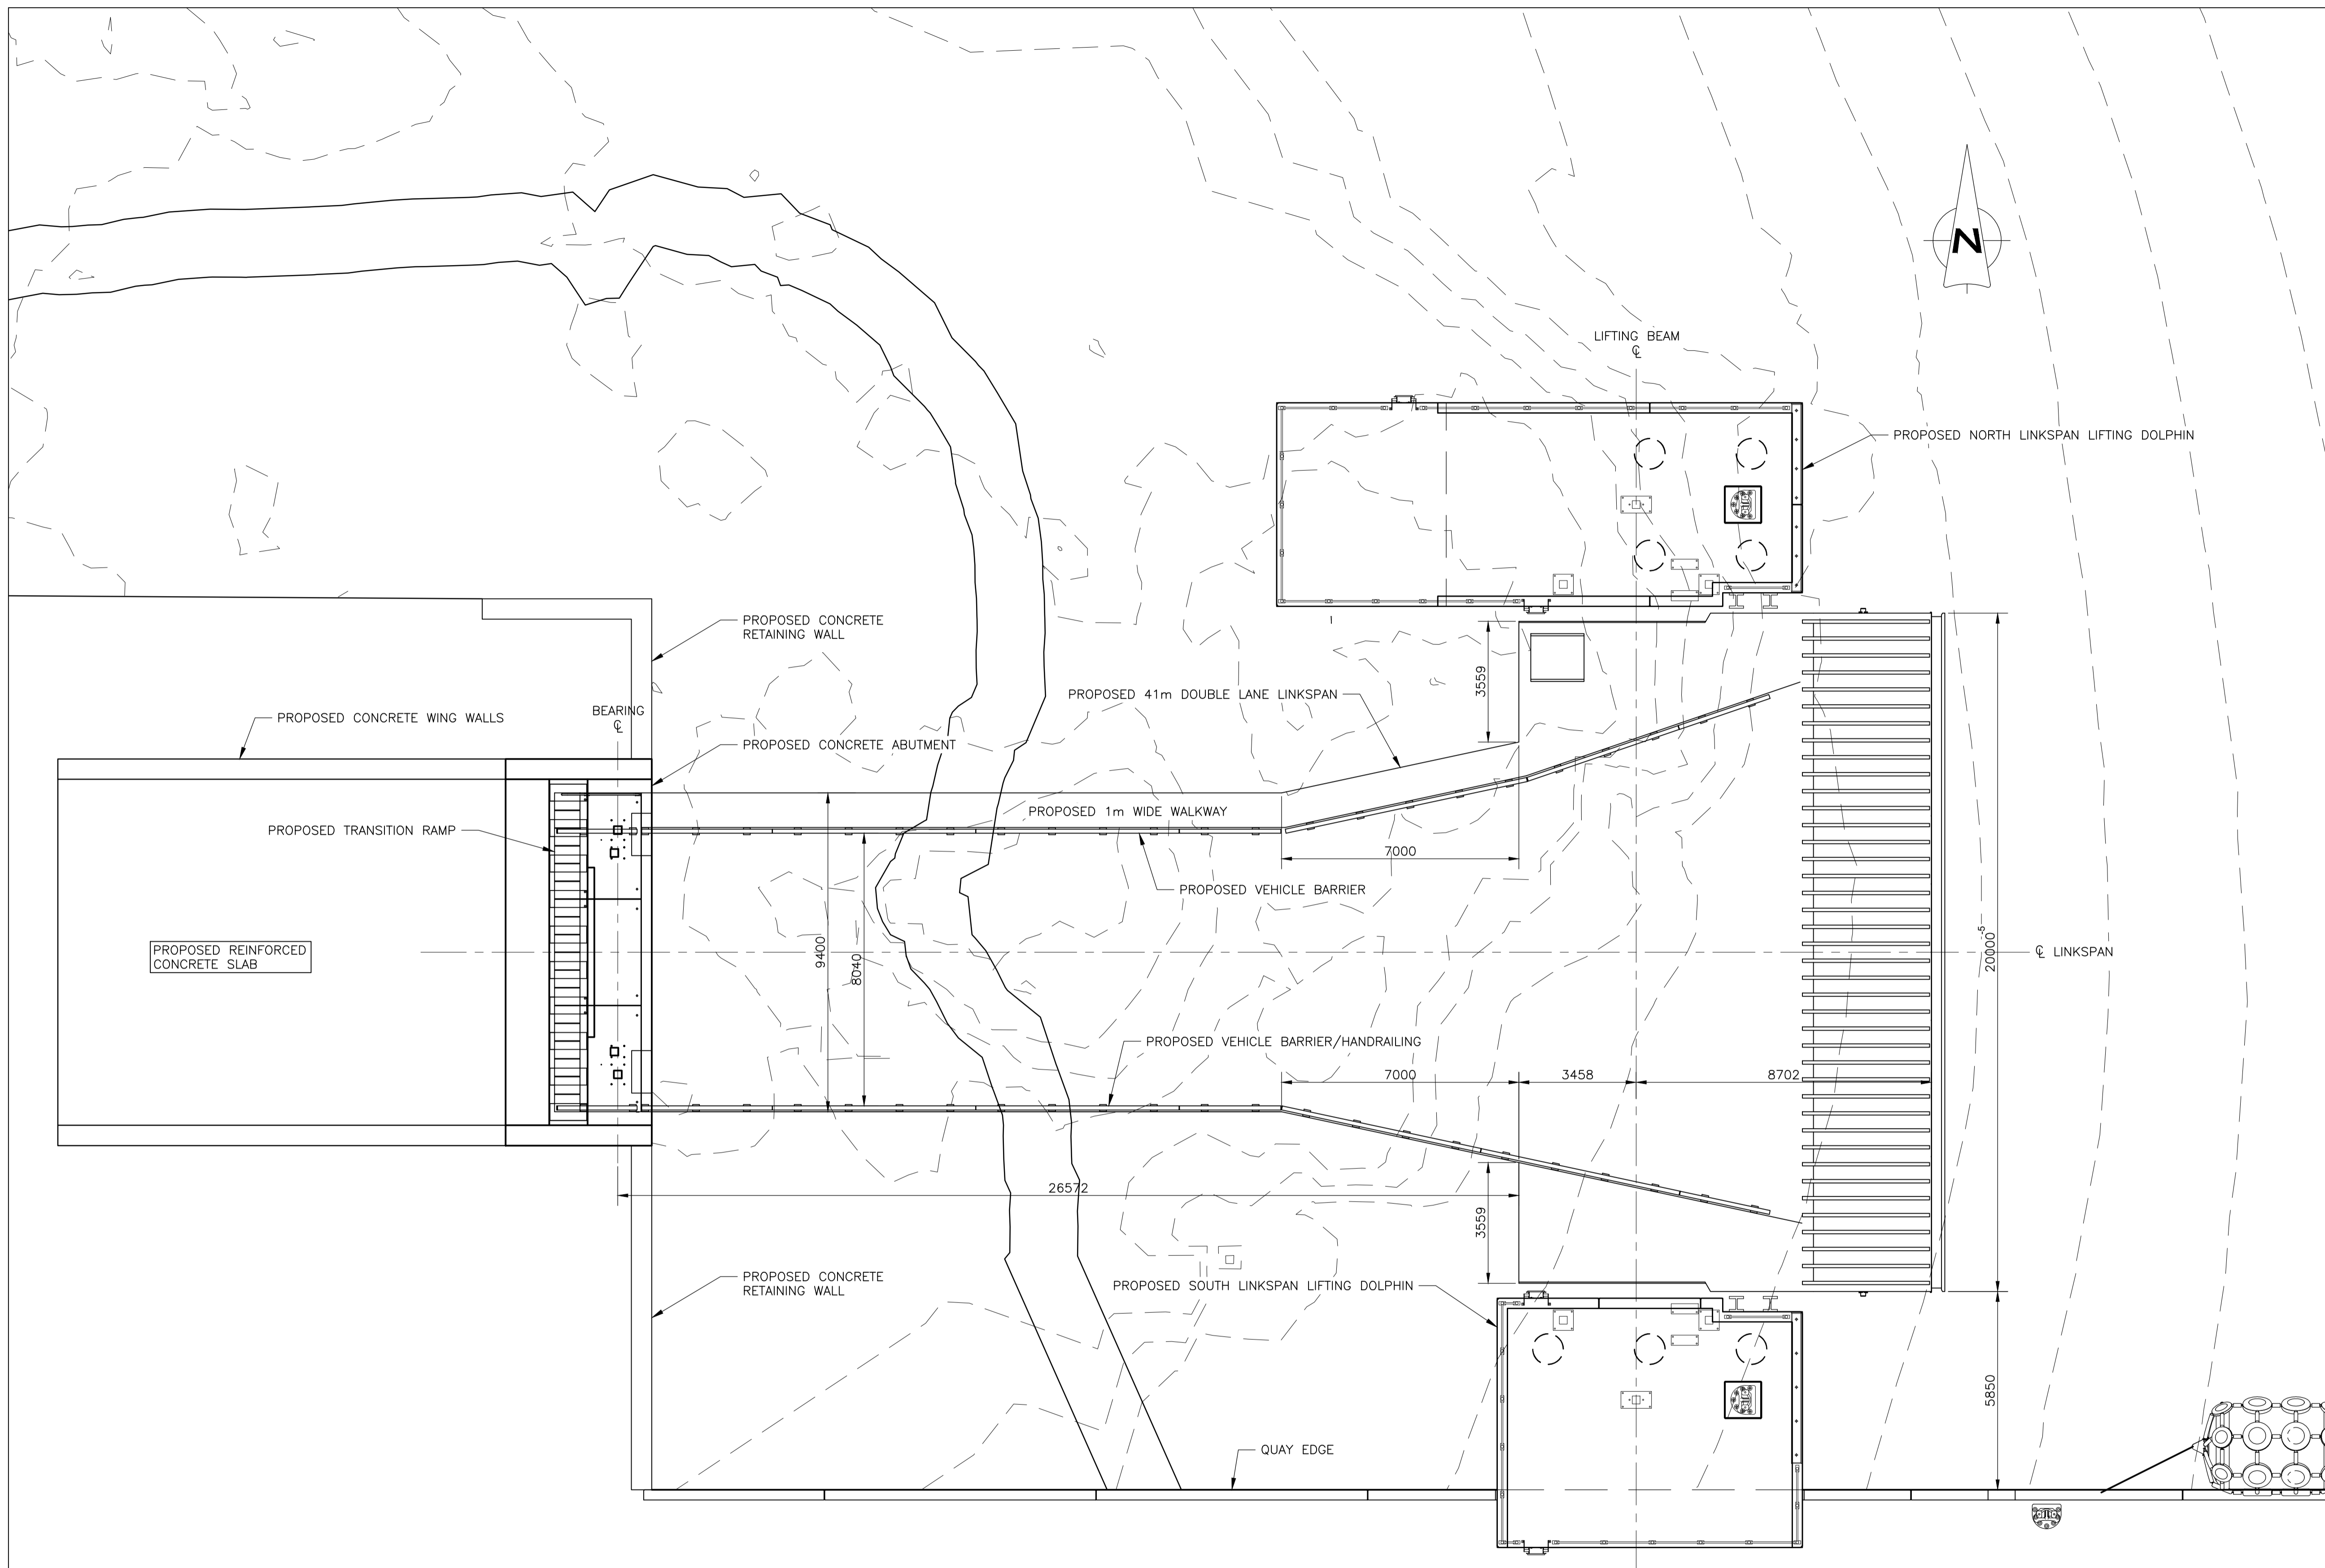 N
LIFTING BEAM
℄
PROPOSED NORTH LINKSPAN LIFTING DOLPHIN
PROPOSED CONCRETE
RETAINING WALL
3559
PROPOSED 41m DOUBLE LANE LINKSPAN
BEARING
℄
PROPOSED CONCRETE WING WALLS
PROPOSED CONCRETE ABUTMENT
PROPOSED 1m WIDE WALKWAY
PROPOSED TRANSITION RAMP
7000
PROPOSED VEHICLE BARRIER
9400
8040
PROPOSED REINFORCED
CONCRETE SLAB
-5
20000
℄ LINKSPAN
PROPOSED VEHICLE BARRIER/HANDRAILING
7000
3458
8702
26572
3559
PROPOSED CONCRETE
RETAINING WALL
PROPOSED SOUTH LINKSPAN LIFTING DOLPHIN
5850
QUAY EDGE